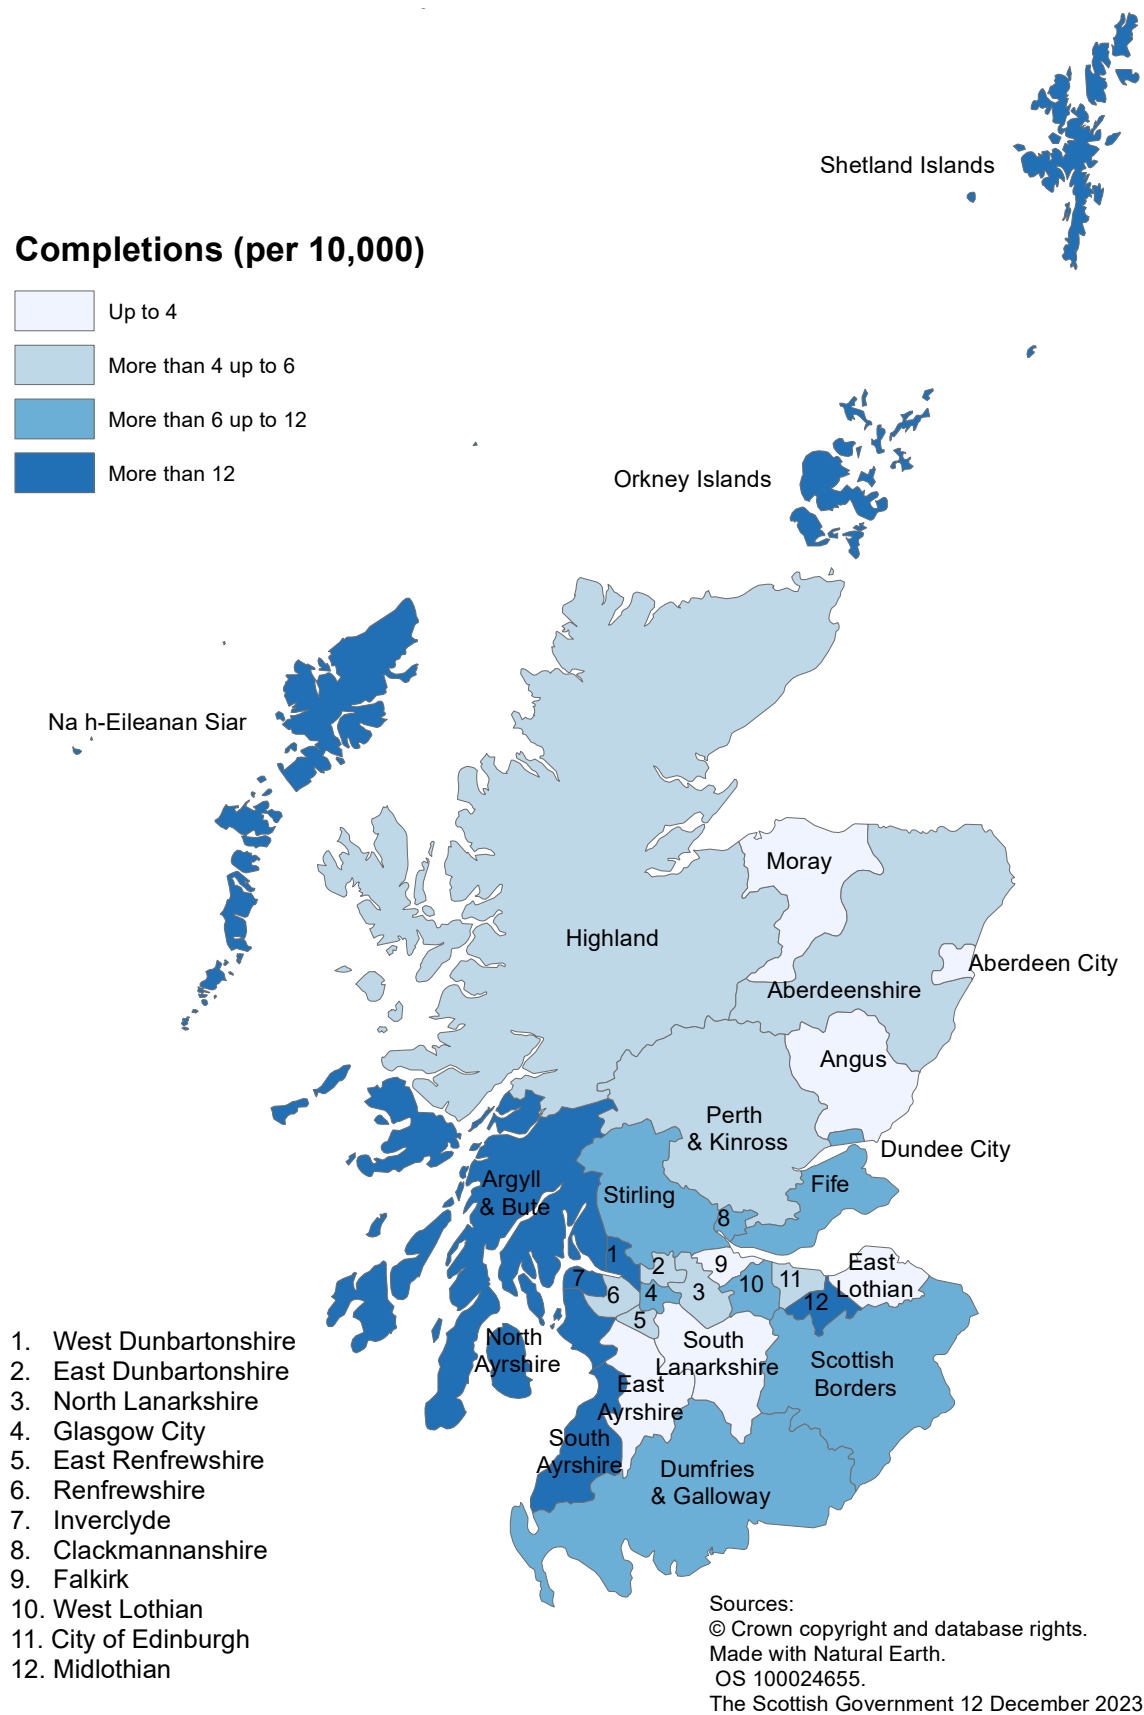 Shetland Islands
Completions (per 10,000)
Up to 4
More than 4 up to 6
More than 6 up to 12
More than 12
Orkney Islands
Na h-Eileanan Siar
Moray
Highland
Aberdeen City
Aberdeenshire
Angus
Perth
& Kinross
Dundee City
Argyll
& Bute
Stirling
Fife
8
1
2
9
East
Lothian
7
6
4
3
10
11
12
5
North
Ayrshire
South
Lanarkshire
Scottish
Borders
East
Ayrshire
South
Ayrshire
Dumfries
& Galloway
1. West Dunbartonshire
2. East Dunbartonshire
3. North Lanarkshire
4. Glasgow City
5. East Renfrewshire
6. Renfrewshire
7. Inverclyde
8. Clackmannanshire
9. Falkirk
10. West Lothian
11. City of Edinburgh
12. Midlothian
Sources:
© Crown copyright and database rights.
Made with Natural Earth.
OS 100024655.
The Scottish Government 12 December 2023